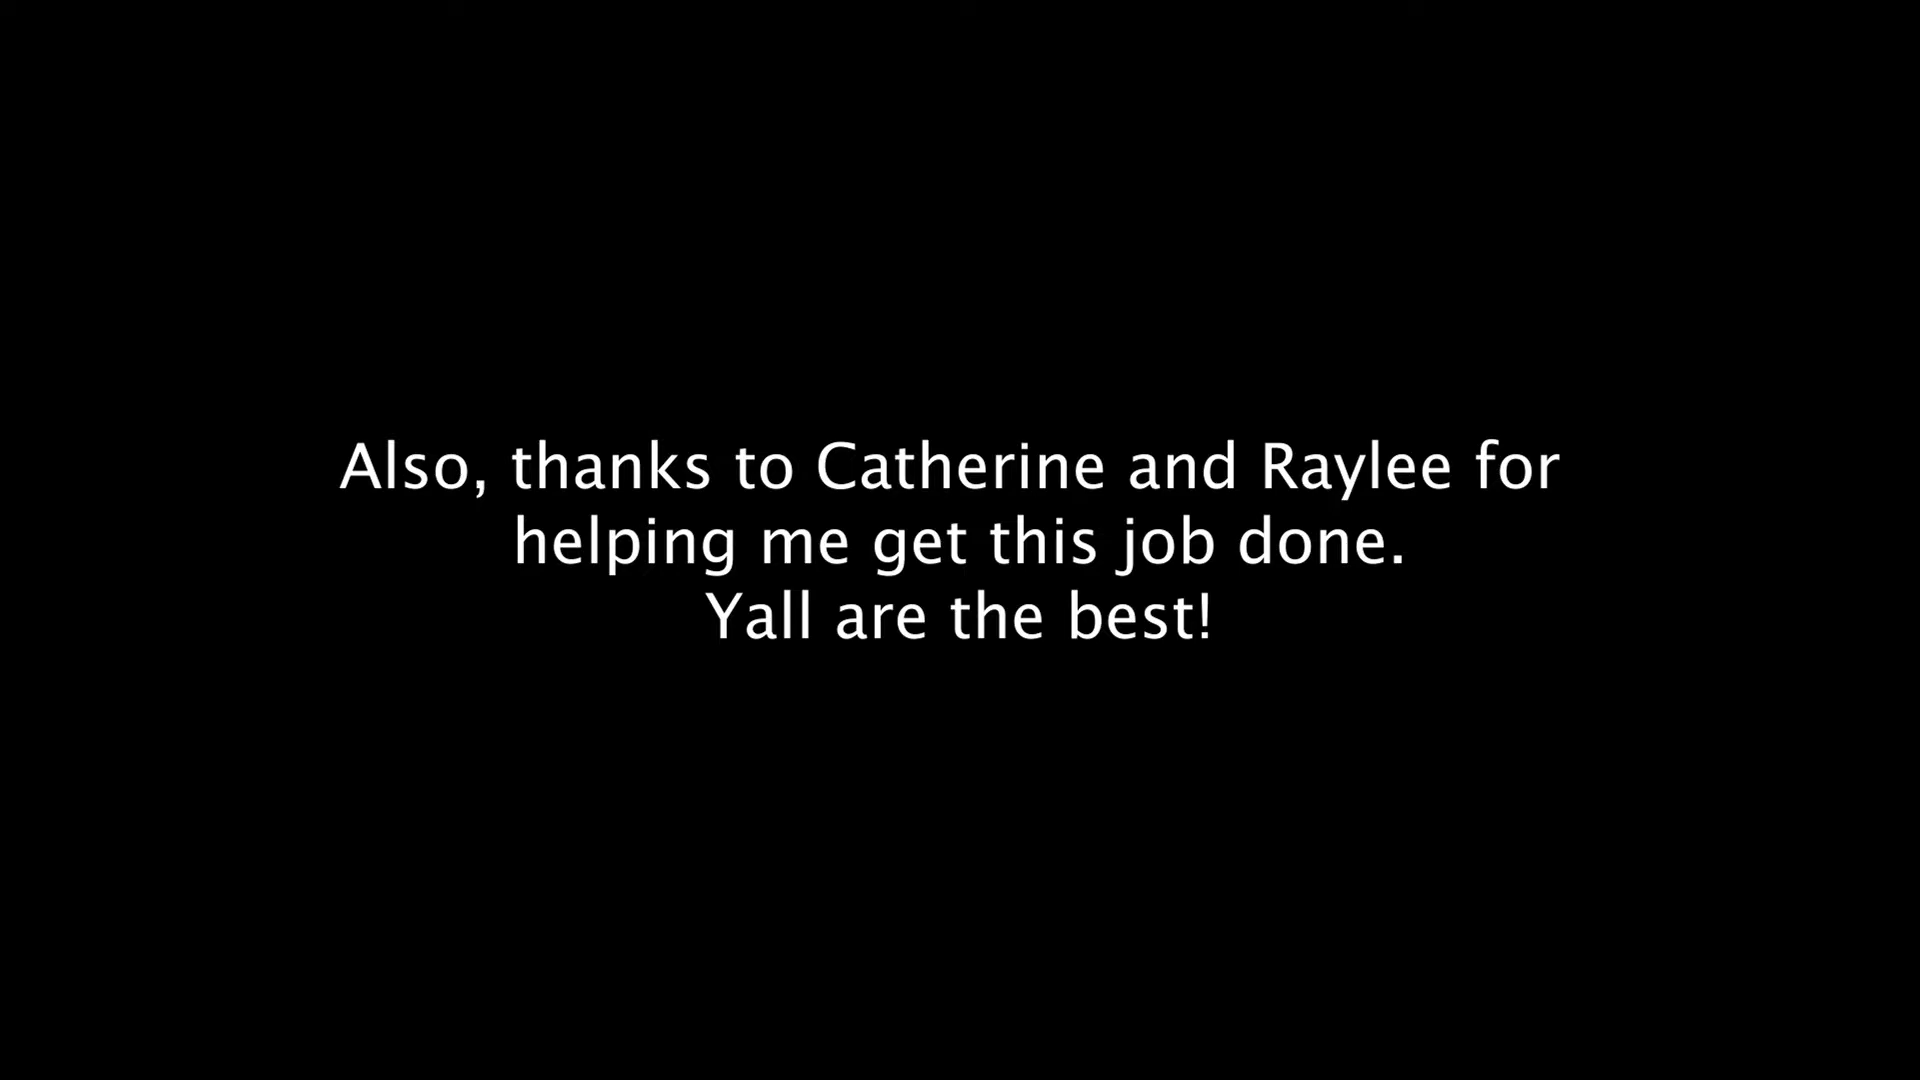 Also, thanks to Catherine and Raylee for
helping me get this job done.
Yall are the best!